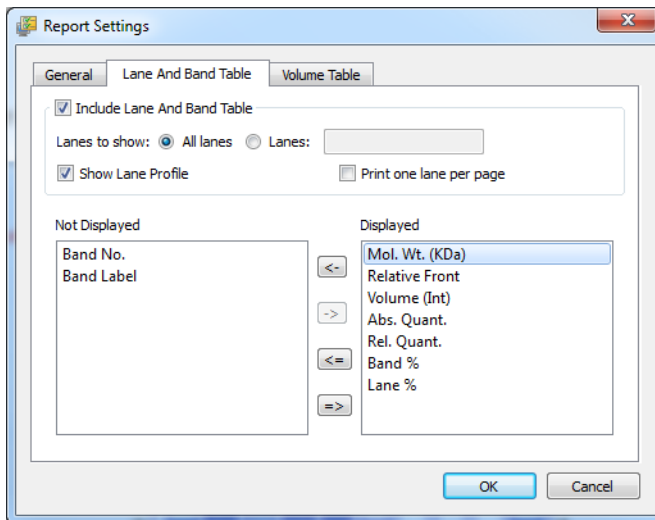 Report Settings
General Lane And Band Table Volume Table
Include Lane And Band Table
Lanes to show: All lanes Lanes:
Show Lane Profile Print one lane per page
Not Displayed Displayed
Band No.
Band Label
<-
->
<=
=>
Mol. Wt. (KDa)
Relative Front
Volume (Int)
Abs. Quant.
Rel. Quant.
Band %
Lane %
OK Cancel